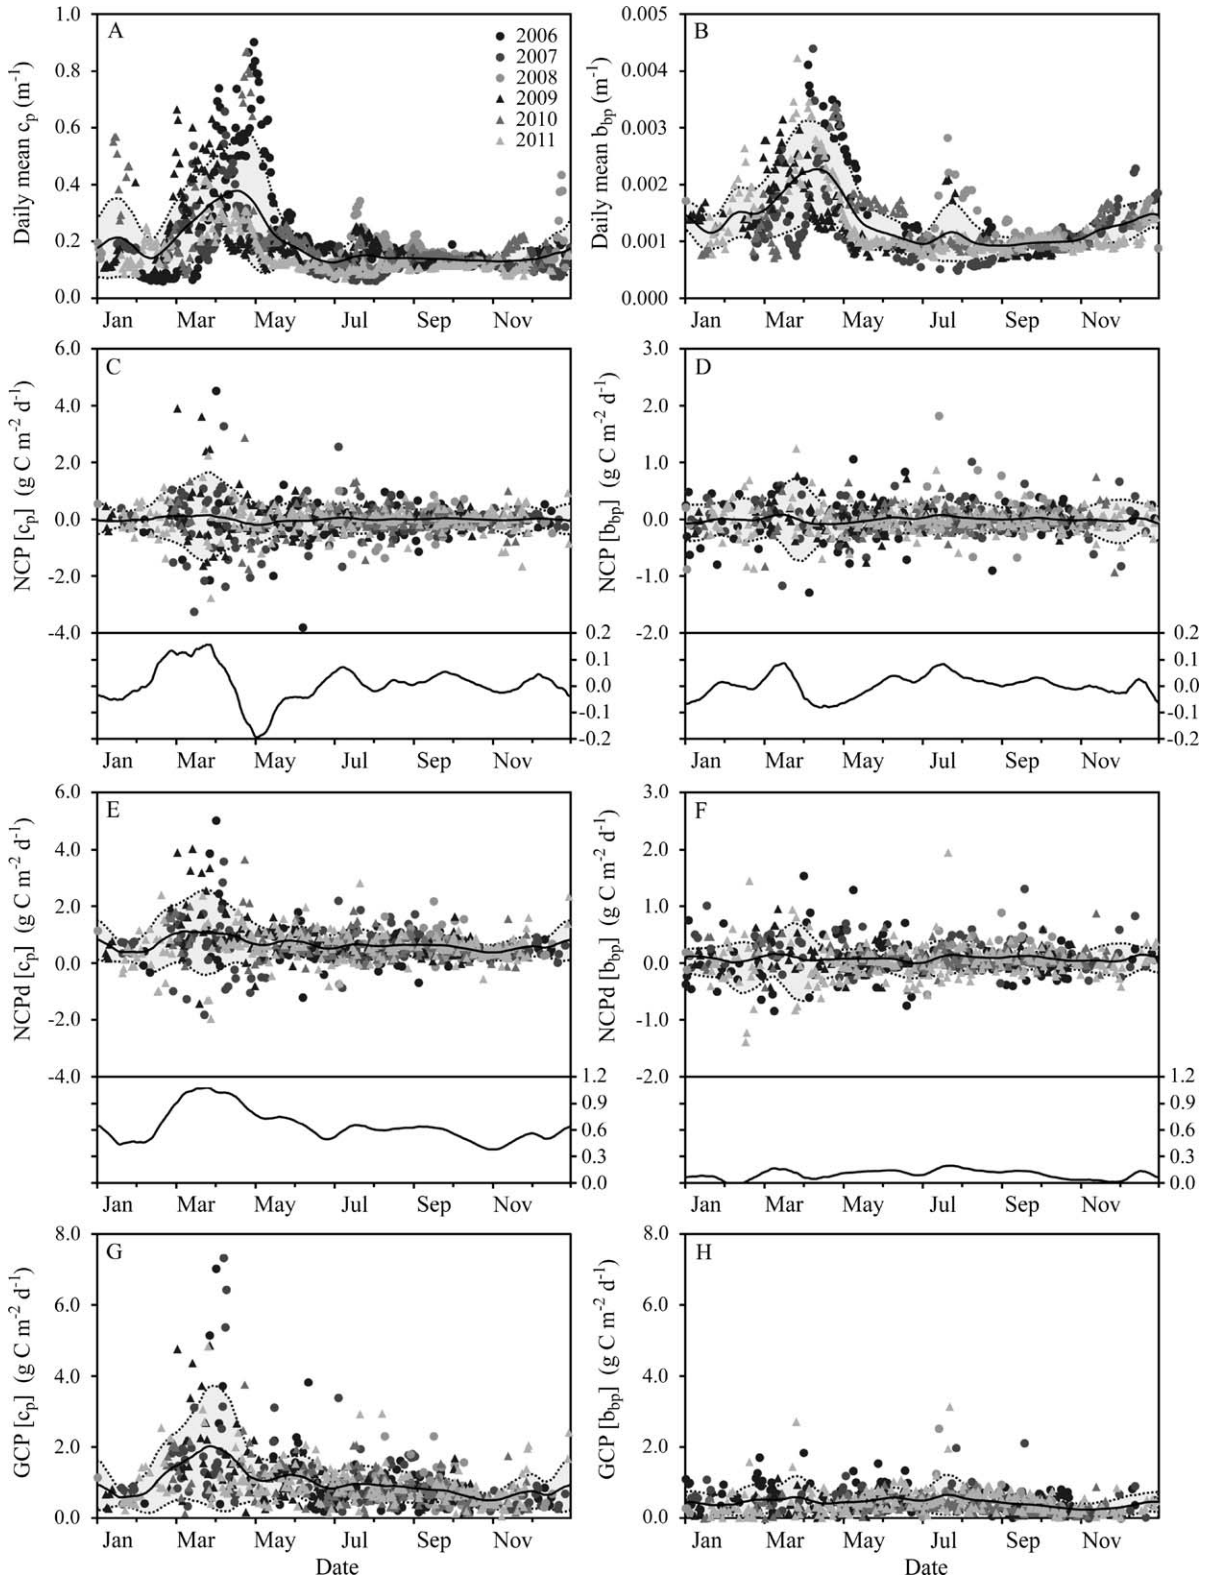 A
Daily mean cp (m-1)
1.0
0.8
0.6
0.4
0.2
0.0
2006
2007
2008
2009
2010
2011
Jan Mar May Jul Sep Nov
B
Daily mean bbp (m-1)
0.005
0.004
0.003
0.002
0.001
0.000
Jan Mar May Jul Sep Nov
C
NCP [cp] (g C m-2 d-1)
6.0
4.0
2.0
0.0
-2.0
-4.0
0.2
0.1
0.0
-0.1
-0.2
Jan Mar May Jul Sep Nov
D
NCP [bbp] (g C m-2 d-1)
3.0
2.0
1.0
0.0
-1.0
-2.0
0.2
0.1
0.0
-0.1
-0.2
Jan Mar May Jul Sep Nov
E
NCPd [cp] (g C m-2 d-1)
6.0
4.0
2.0
0.0
-2.0
-4.0
1.2
0.9
0.6
0.3
0.0
Jan Mar May Jul Sep Nov
F
NCPd [bbp] (g C m-2 d-1)
3.0
2.0
1.0
0.0
-1.0
-2.0
1.2
0.9
0.6
0.3
0.0
Jan Mar May Jul Sep Nov
G
GCP [cp] (g C m-2 d-1)
8.0
6.0
4.0
2.0
0.0
Jan Mar May Jul Sep Nov
Date
H
GCP [bbp] (g C m-2 d-1)
8.0
6.0
4.0
2.0
0.0
Jan Mar May Jul Sep Nov
Date